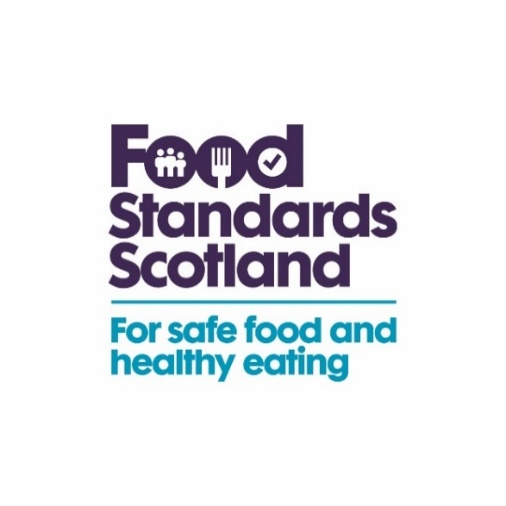 Food
Standards
Scotland
For safe food and
healthy eating